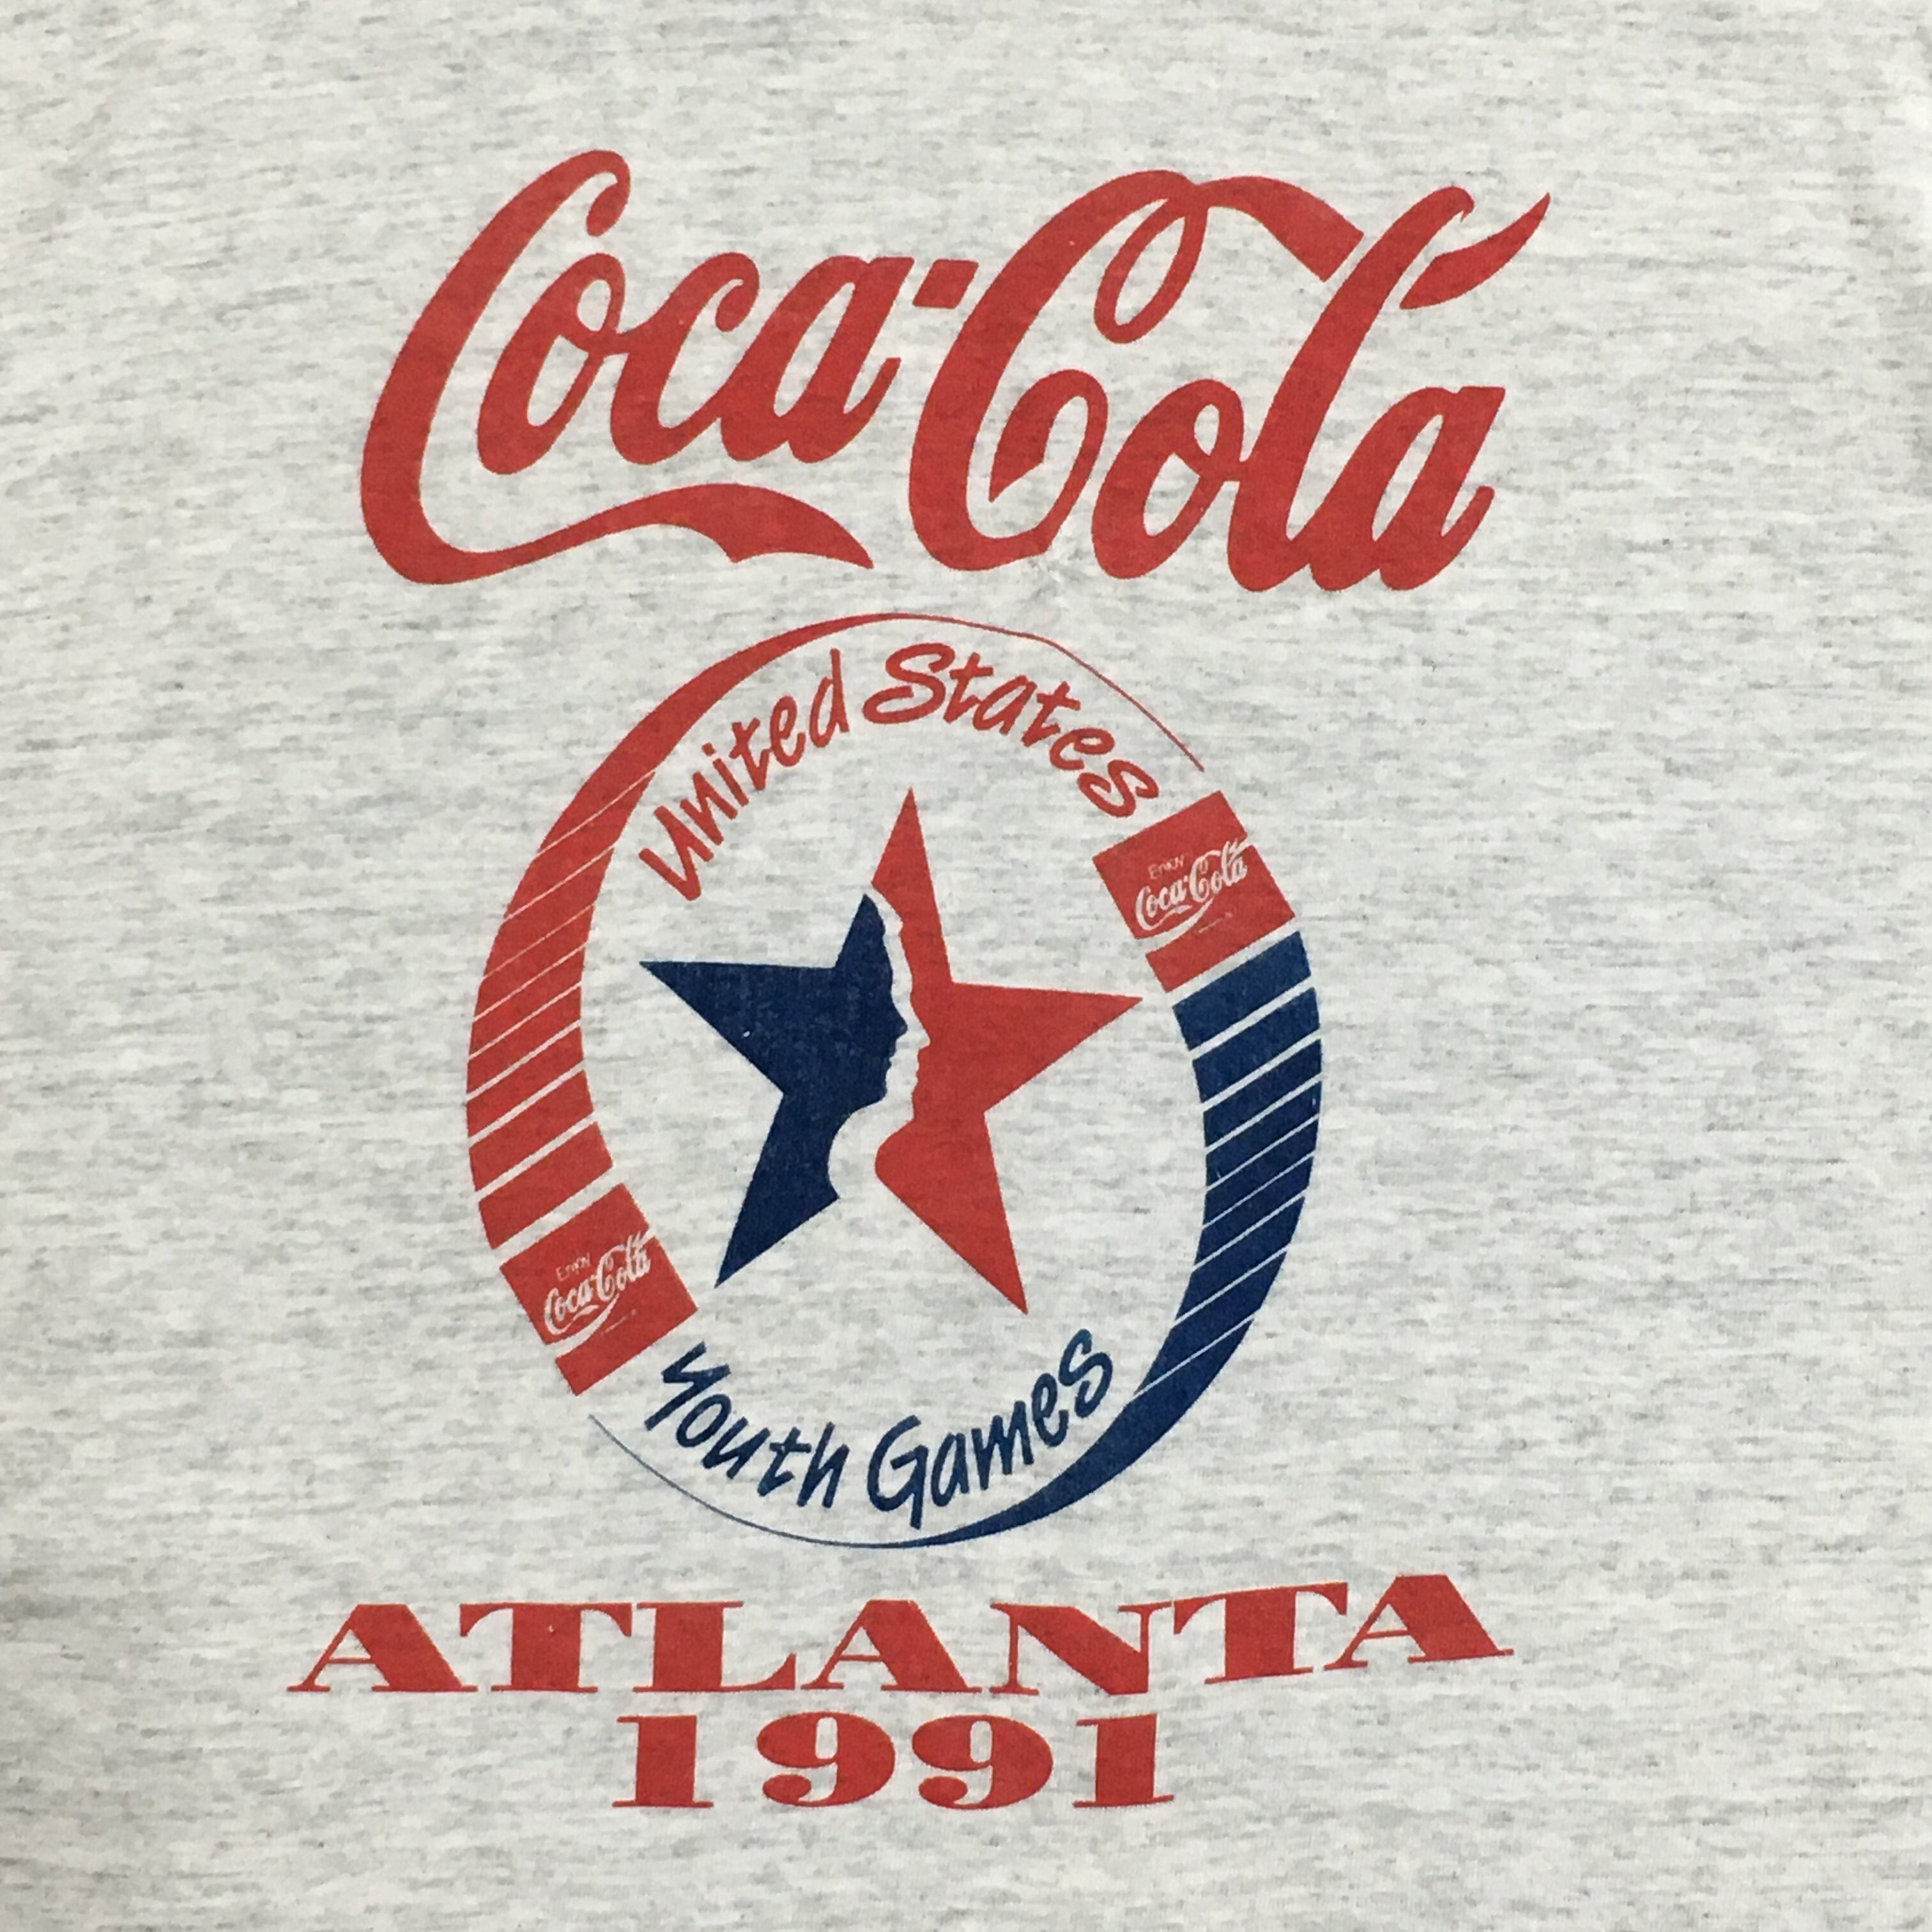 Coca-Cola
United States
Enjoy
Coca-Cola
Enjoy
Coca-Cola
Youth Games
ATLANTA
1991